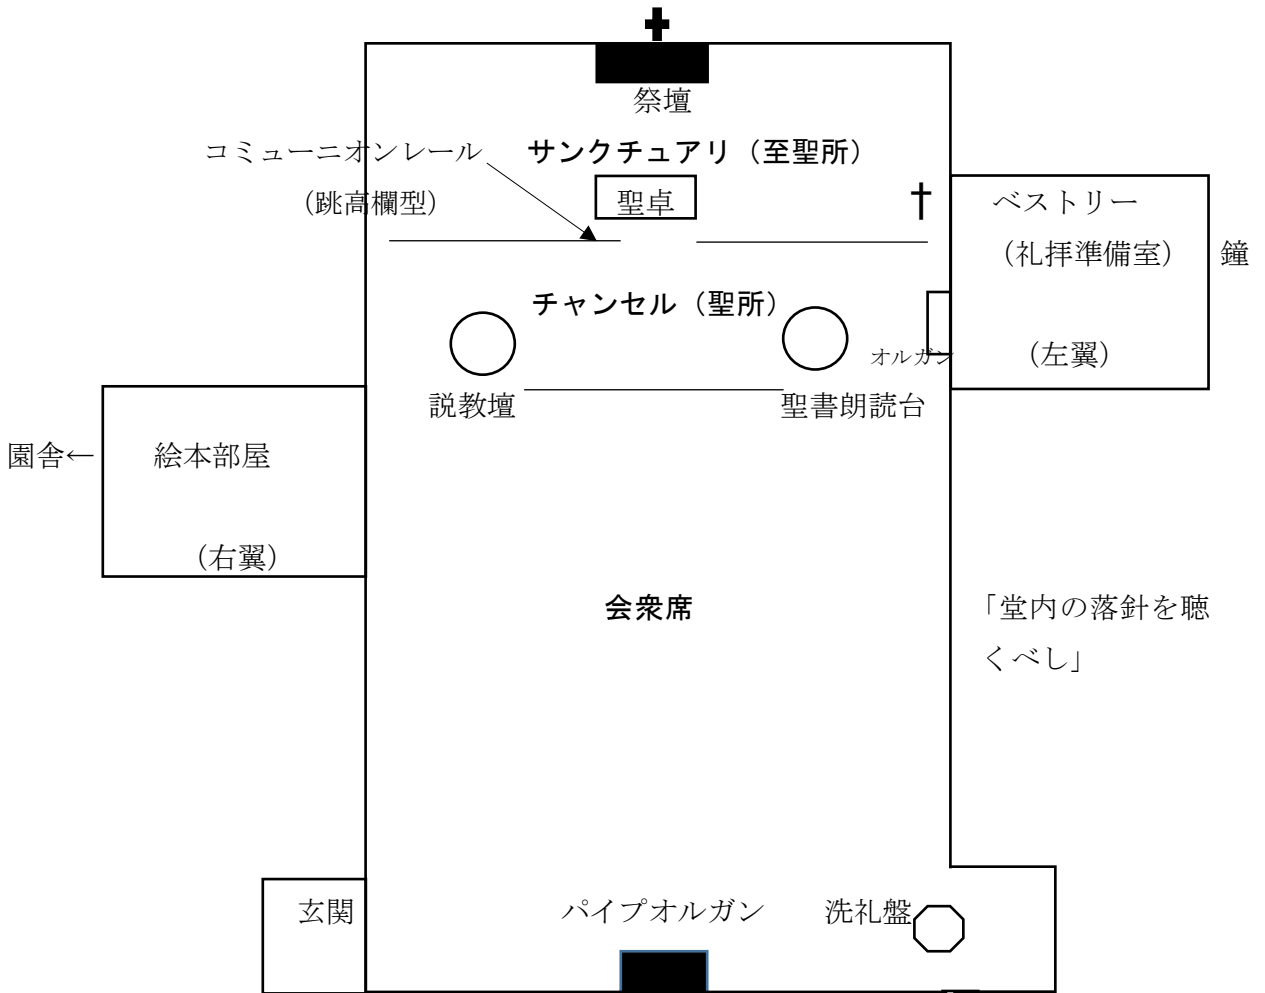 祭壇
コミューニオンレール
サンクチュアリ（至聖所）
（跳高欄型）
聖卓
ベストリー
（礼拝準備室）
鐘
チャンセル（聖所）
オルガン
（左翼）
説教壇
聖書朗読台
園舎←
絵本部屋
（右翼）
会衆席
「堂内の落針を聴
くべし」
玄関
パイプオルガン
洗礼盤